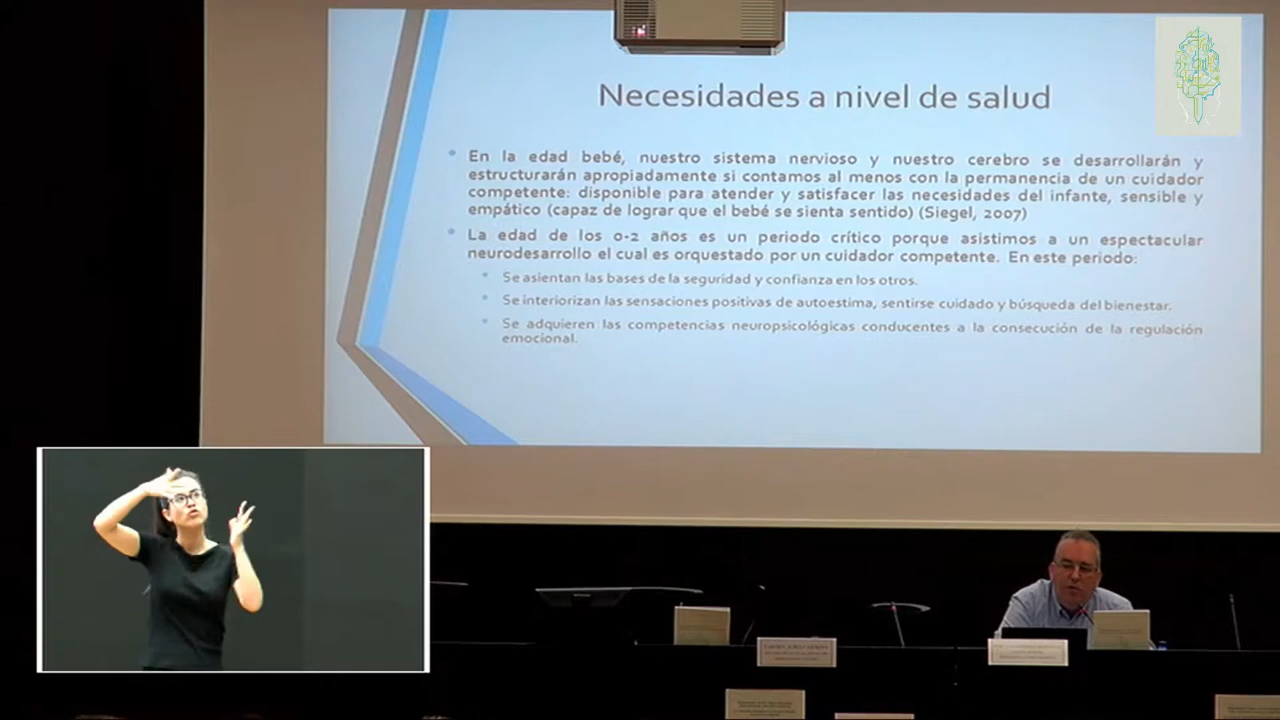 Necesidades a nivel de salud
En la edad bebé, nuestro sistema nervioso y nuestro cerebro se desarrollarán y
estructurarán apropiadamente si contamos al menos con la permanencia de un cuidador
competente: disponible para atender y satisfacer las necesidades del infante, sensible y
empático (capaz de lograr que el bebé se sienta sentido) (Siegel, 2007)
La edad de los 0-2 años es un periodo crítico porque asistimos a un espectacular
neurodesarrollo el cual es orquestado por un cuidador competente. En este periodo:
Se asientan las bases de la seguridad y confianza en los otros.
Se interiorizan las sensaciones positivas de autoestima, sentirse cuidado y búsqueda del bienestar.
Se adquieren las competencias neuropsicológicas conducentes a la consecución de la regulación
emocional.